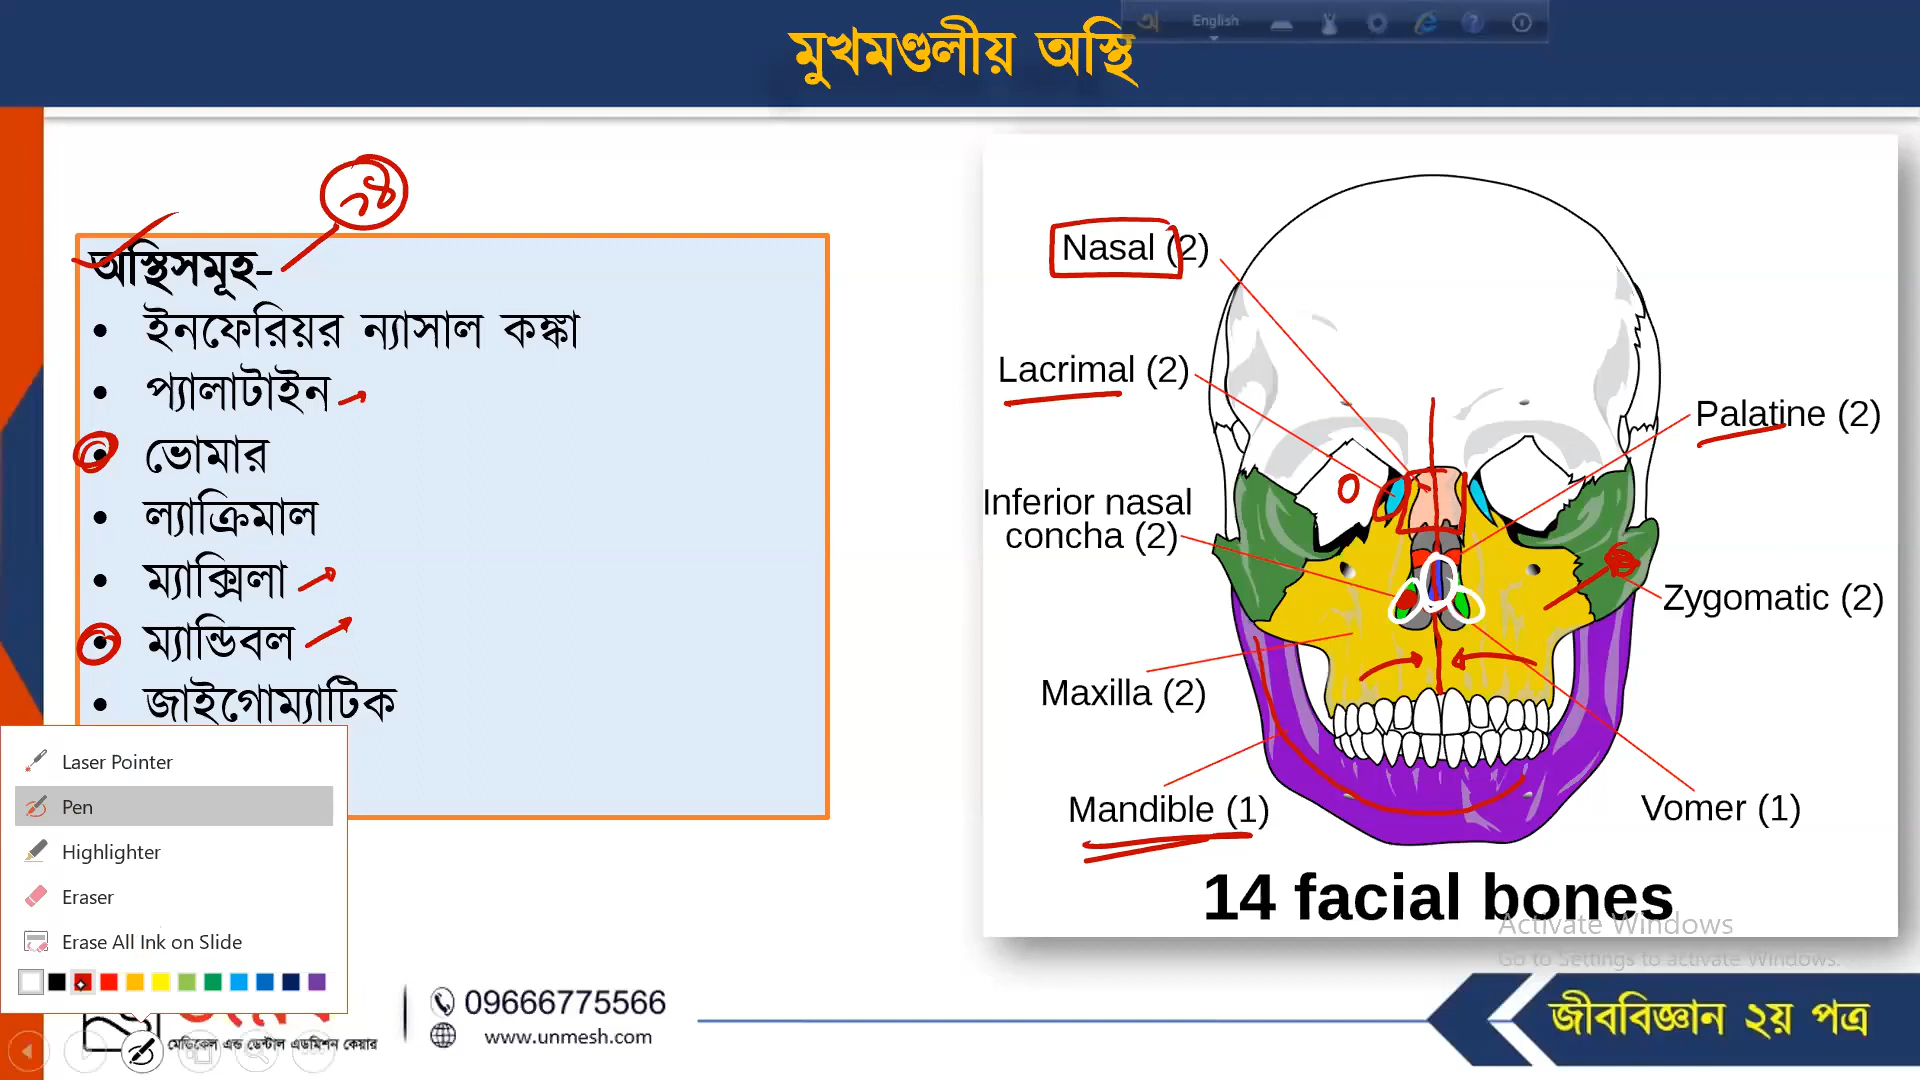 মুখমণ্ডলীয় অস্থি
English
১৪
অস্থিসমূহ-
• ইনফেরিয়র ন্যাসাল কঙ্কা
• প্যালাটাইন
• ভোমার
• ল্যাক্রিমাল
• ম্যাক্সিলা
• ম্যান্ডিবল
• জাইগোম্যাটিক
Nasal (2)
Lacrimal (2)
Palatine (2)
Inferior nasal
concha (2)
Zygomatic (2)
Maxilla (2)
Mandible (1)
Vomer (1)
14 facial bones
Activate Windows
Go to Settings to activate Windows.
Laser Pointer
Pen
Highlighter
Eraser
Erase All Ink on Slide
মেডিকেল এন্ড ডেন্টাল এডমিশন কেয়ার
09666775566
www.unmesh.com
জীববিজ্ঞান ২য় পত্র